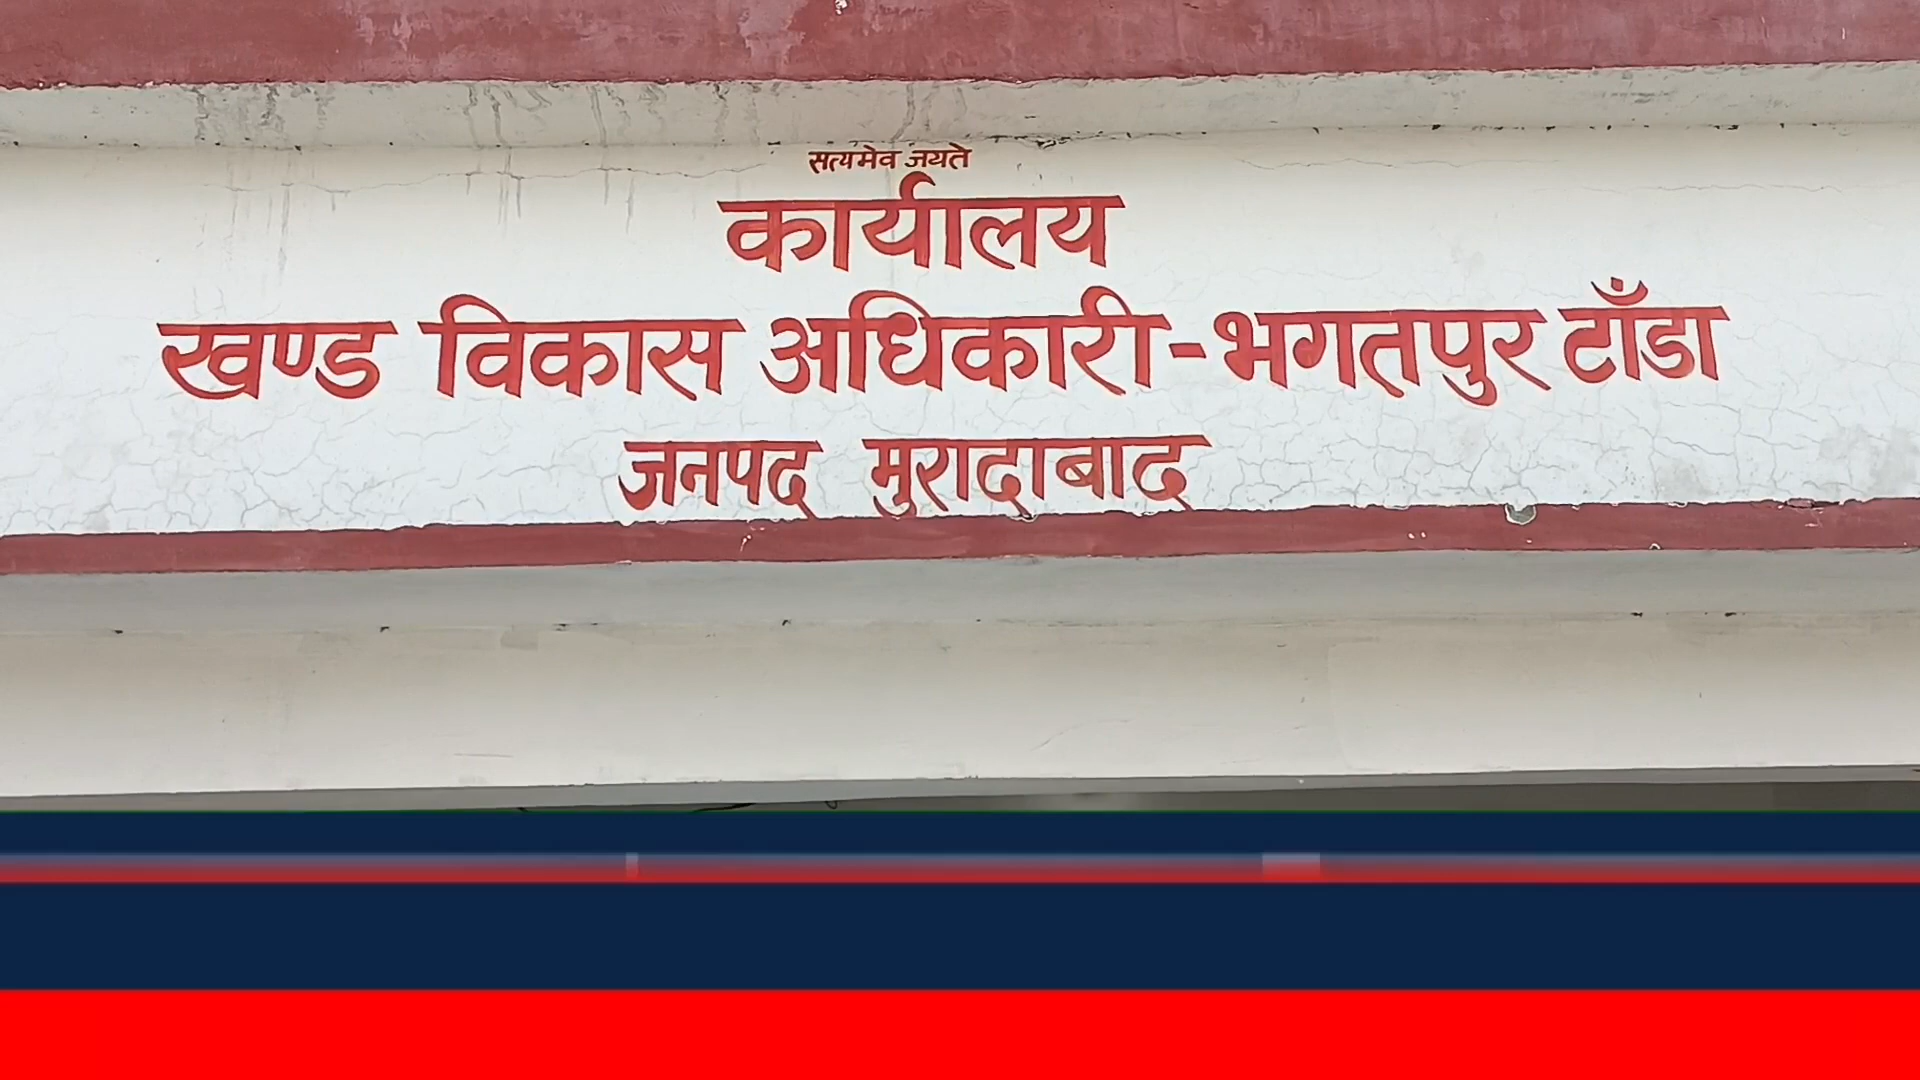 सत्यमेव जयते
कार्यालय
खण्ड विकास अधिकारी-भगतपुर टाँडा
जनपद मुरादाबाद